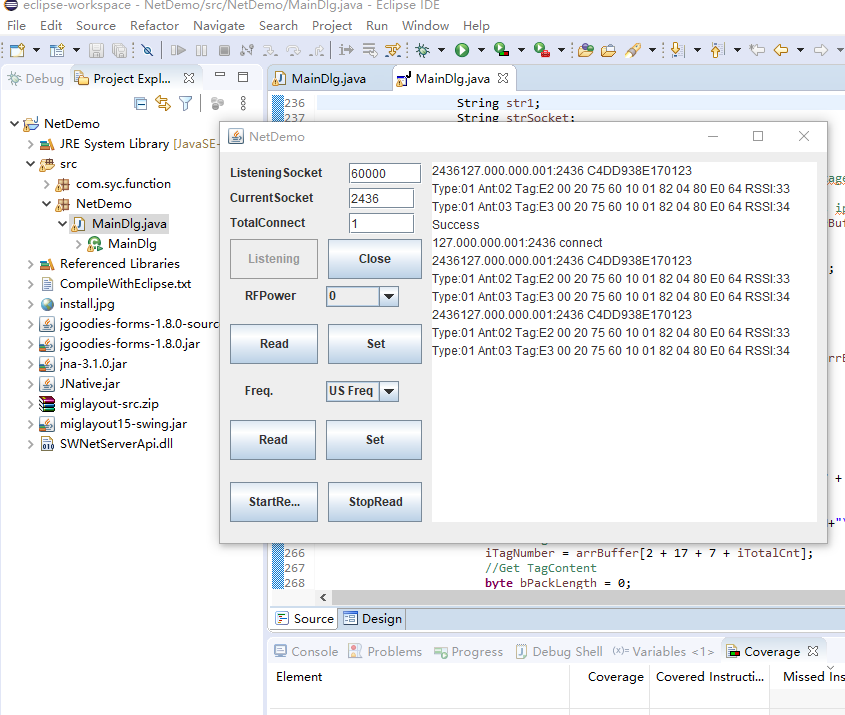 eclipse-workspace - NetDemo/src/NetDemo/MainDlg.java - Eclipse IDE
File Edit Source Refactor Navigate Search Project Run Window Help
Debug Project Expl... MainDlg.java MainDlg.java
236 String str1;
237 String strSocket;
NetDemo
JRE System Library [JavaSE-
src
com.syc.function
NetDemo
MainDlg.java
MainDlg
Referenced Libraries
CompileWithEclipse.txt
install.jpg
jgoodies-forms-1.8.0-sourc
jgoodies-forms-1.8.0.jar
jna-3.1.0.jar
JNative.jar
miglayout-src.zip
miglayout15-swing.jar
SWNetServerApi.dll
NetDemo
ListeningSocket 60000
CurrentSocket 2436
TotalConnect 1
Listening Close
RFPower 0
Read Set
Freq. US Freq
Read Set
StartRe... StopRead
2436127.000.000.001:2436 C4DD938E170123
Type:01 Ant:02 Tag:E2 00 20 75 60 10 01 82 04 80 E0 64 RSSI:33
Type:01 Ant:03 Tag:E3 00 20 75 60 10 01 82 04 80 E0 64 RSSI:34
Success
127.000.000.001:2436 connect
2436127.000.000.001:2436 C4DD938E170123
Type:01 Ant:02 Tag:E2 00 20 75 60 10 01 82 04 80 E0 64 RSSI:33
Type:01 Ant:03 Tag:E3 00 20 75 60 10 01 82 04 80 E0 64 RSSI:34
2436127.000.000.001:2436 C4DD938E170123
Type:01 Ant:02 Tag:E2 00 20 75 60 10 01 82 04 80 E0 64 RSSI:33
Type:01 Ant:03 Tag:E3 00 20 75 60 10 01 82 04 80 E0 64 RSSI:34
266 iTagNumber = arrBuffer[2 + 17 + 7 + iTotalCnt];
267 //Get TagContent
268 byte bPackLength = 0;
Source Design
Console Problems Progress Debug Shell (x)= Variables <1> Coverage
Element Coverage Covered Instructi... Missed Ins